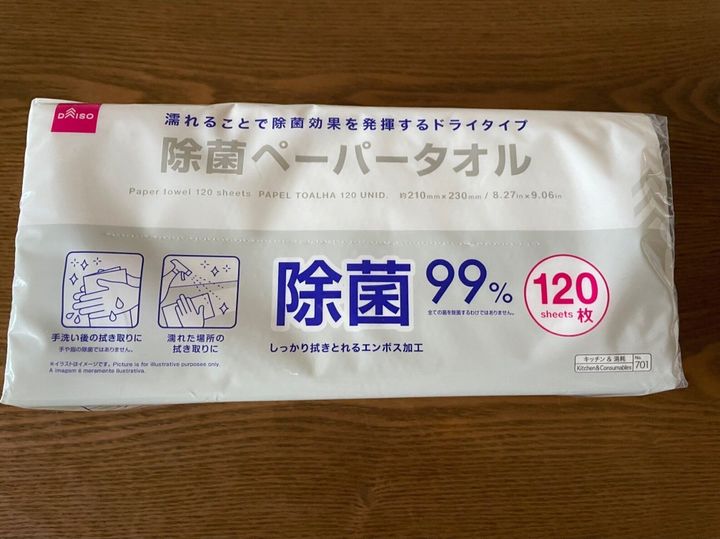 DAISO
濡れることで除菌効果を発揮するドライタイプ
除菌ペーパータオル
Paper towel 120 sheets PAPEL TOALHA 120 UNID. 約210mm×230mm / 8.27in×9.06in
手洗い後の拭き取りに
手や指の除菌ではありません。
濡れた場所の
拭き取りに
除菌 99%
全ての菌を除菌するわけではありません。
しっかり拭きとれるエンボス加工
120
sheets 枚
※イラストはイメージです。Picture is for illustrative purposes only.
A imagem é meramente ilustrativa.
キッチン & 消耗
Kitchen&Consumables
No.
701